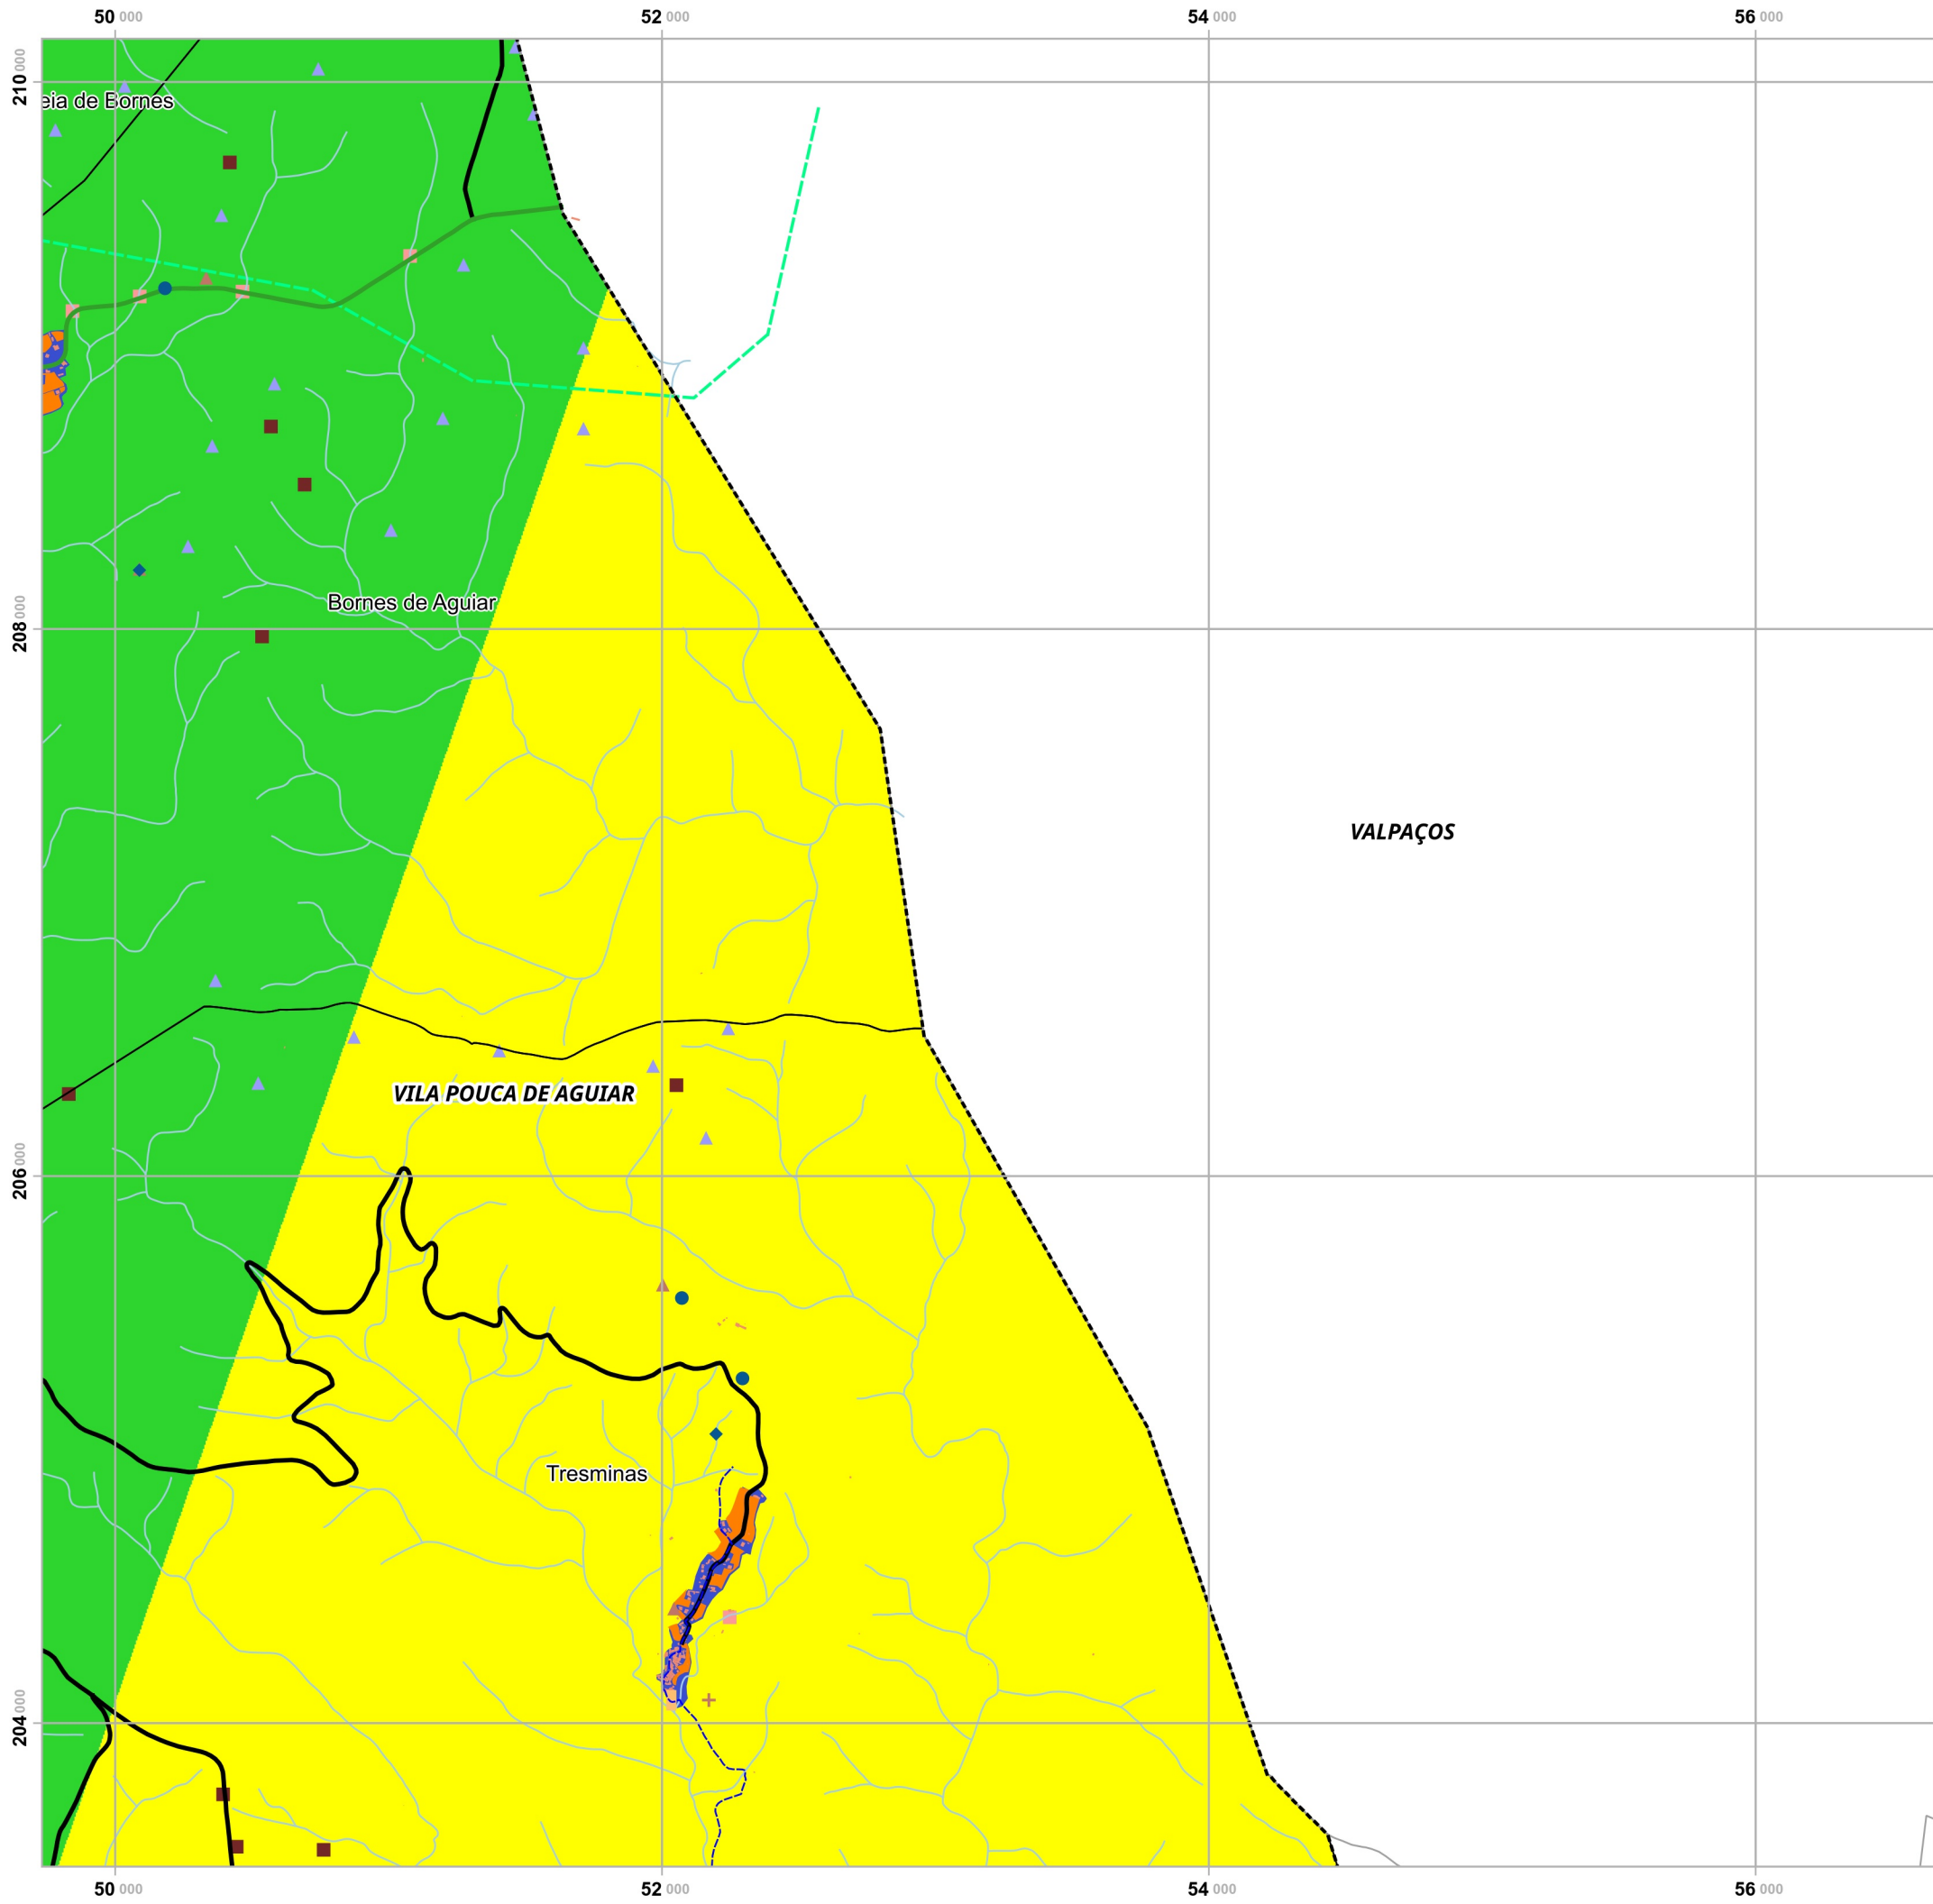 50 000 52 000 54 000 56 000
210 000
eia de Bornes
Bornes de Aguiar
208 000
VALPAÇOS
VILA POUCA DE AGUIAR
206 000
Tresminas
204 000
50 000 52 000 54 000 56 000